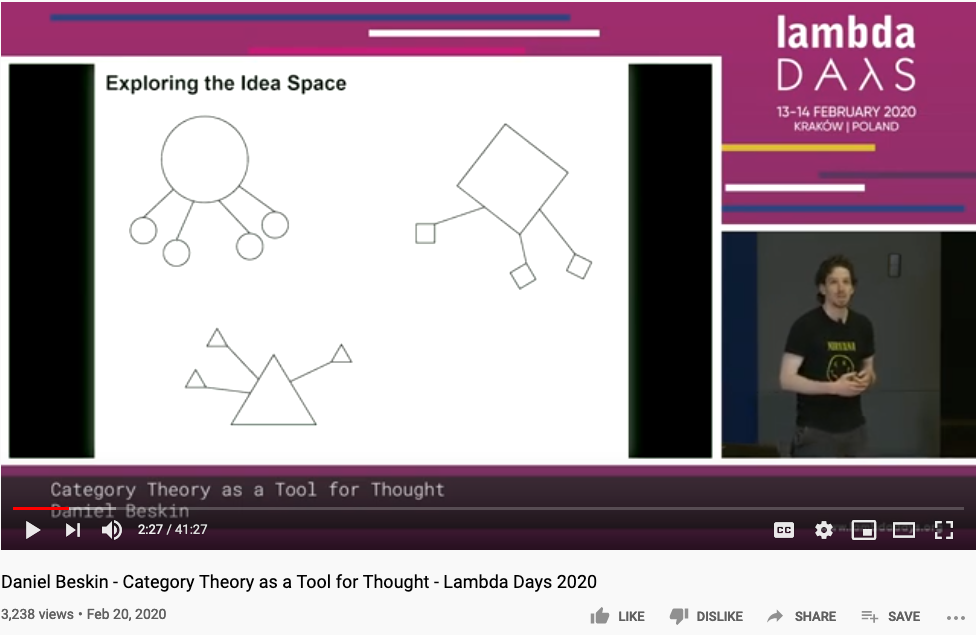 lambda
DAλS
13-14 FEBRUARY 2020
KRAKÓW | POLAND
Exploring the Idea Space
NIRVANA
Category Theory as a Tool for Thought
Daniel Beskin
2:27 / 41:27
CC
Daniel Beskin - Category Theory as a Tool for Thought - Lambda Days 2020
3,238 views • Feb 20, 2020
LIKE DISLIKE SHARE SAVE